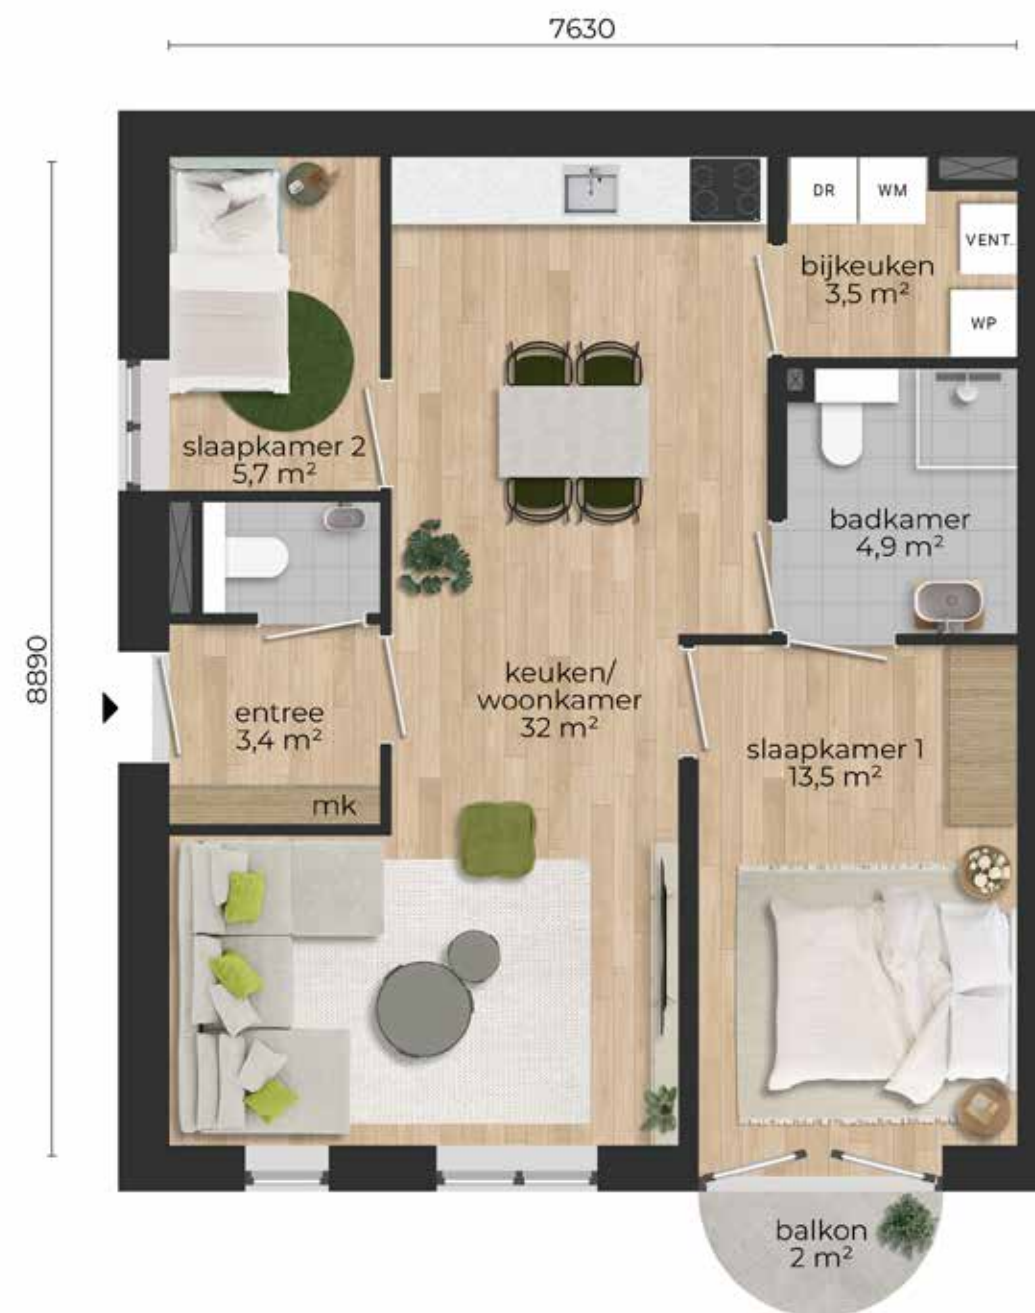 7630
8890
DR
WM
VENT.
bijkeuken
3,5 m²
WP
slaapkamer 2
5,7 m²
badkamer
4,9 m²
keuken/
woonkamer
32 m²
entree
3,4 m²
mk
slaapkamer 1
13,5 m²
balkon
2 m²